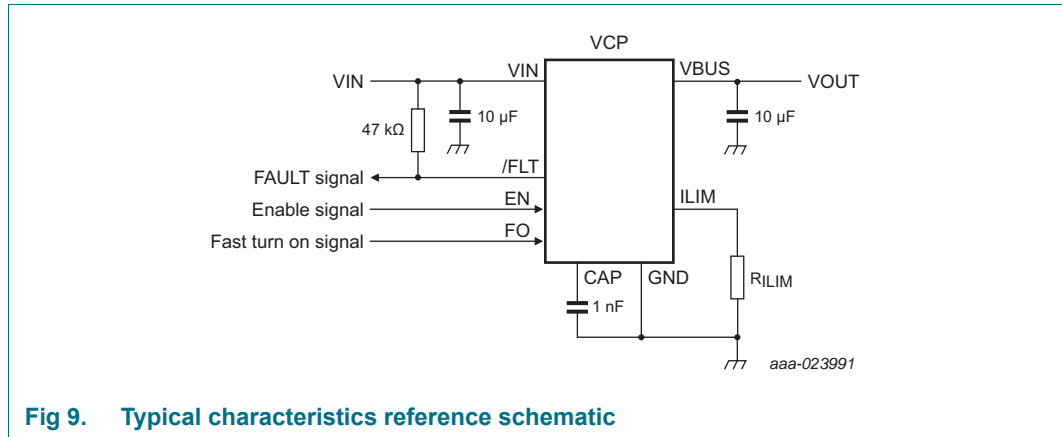 VCP
VIN
VIN
VBUS
VOUT
10 µF
10 µF
47 kΩ
/FLT
FAULT signal
EN
ILIM
Enable signal
FO
Fast turn on signal
CAP
GND
RILIM
1 nF
aaa-023991
Fig 9. Typical characteristics reference schematic